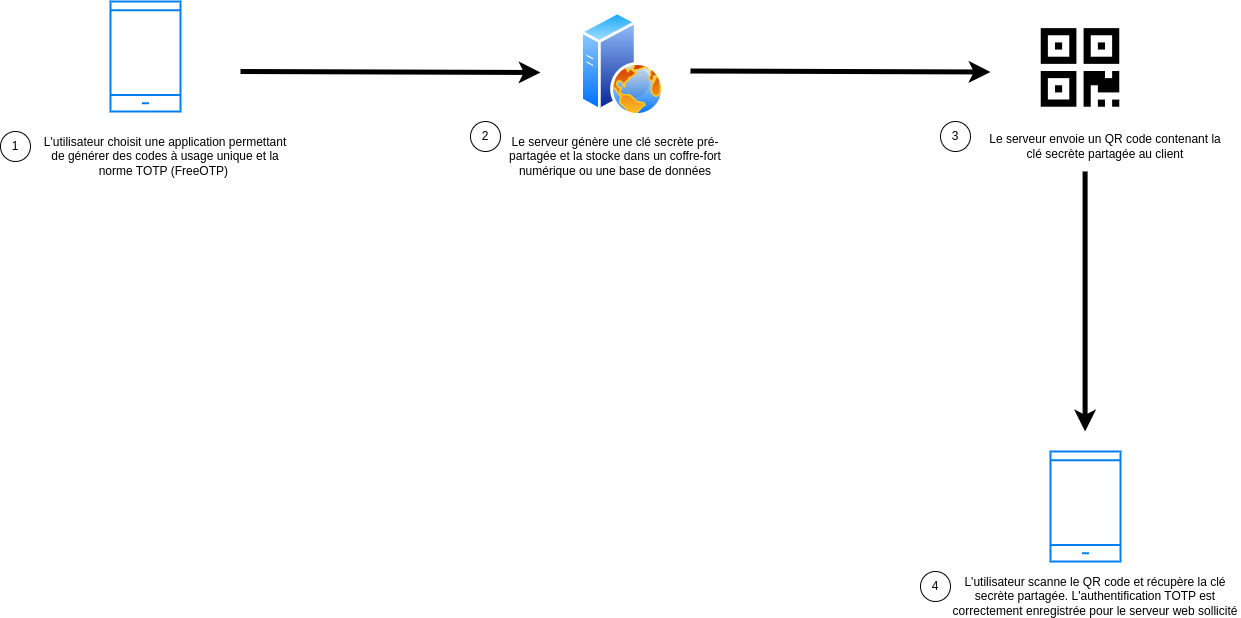 1
L'utilisateur choisit une application permettant
de générer des codes à usage unique et la
norme TOTP (FreeOTP)
2
Le serveur génère une clé secrète pré-
partagée et la stocke dans un coffre-fort
numérique ou une base de données
3
Le serveur envoie un QR code contenant la
clé secrète partagée au client
4
L'utilisateur scanne le QR code et récupère la clé
secrète partagée. L'authentification TOTP est
correctement enregistrée pour le serveur web sollicité